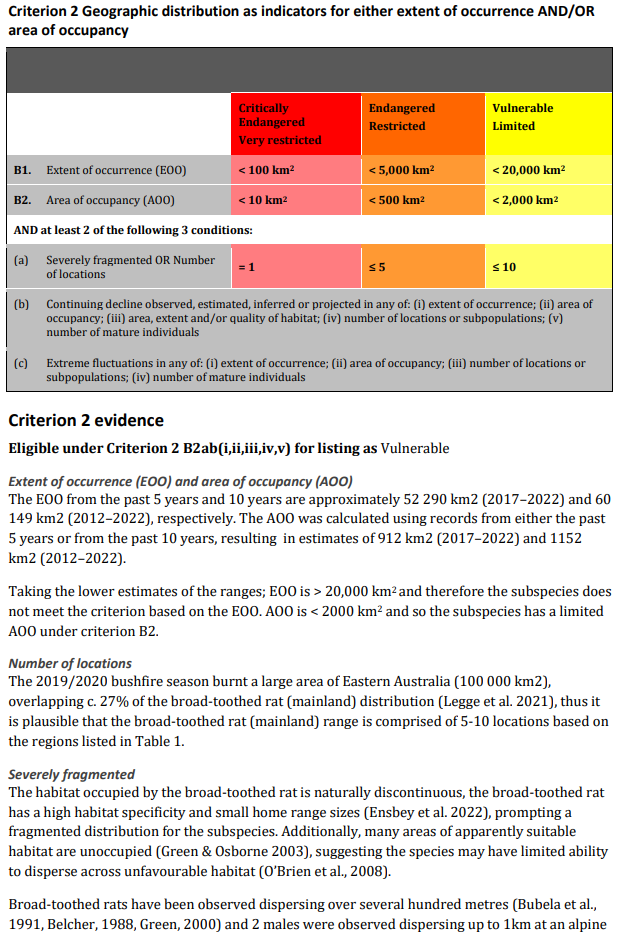 Criterion 2 Geographic distribution as indicators for either extent of occurrence AND/OR
area of occupancy
Critically
Endangered
Very restricted
Endangered
Restricted
Vulnerable
Limited
B1. Extent of occurrence (EOO) < 100 km² < 5,000 km² < 20,000 km²
B2. Area of occupancy (AOO) < 10 km² < 500 km² < 2,000 km²
AND at least 2 of the following 3 conditions:
(a) Severely fragmented OR Number
of locations = 1 ≤ 5 ≤ 10
(b) Continuing decline observed, estimated, inferred or projected in any of: (i) extent of occurrence; (ii) area of
occupancy; (iii) area, extent and/or quality of habitat; (iv) number of locations or subpopulations; (v)
number of mature individuals
(c) Extreme fluctuations in any of: (i) extent of occurrence; (ii) area of occupancy; (iii) number of locations or
subpopulations; (iv) number of mature individuals
Criterion 2 evidence
Eligible under Criterion 2 B2ab(i,ii,iii,iv,v) for listing as Vulnerable
Extent of occurrence (EOO) and area of occupancy (AOO)
The EOO from the past 5 years and 10 years are approximately 52 290 km2 (2017–2022) and 60
149 km2 (2012–2022), respectively. The AOO was calculated using records from either the past
5 years or from the past 10 years, resulting in estimates of 912 km2 (2017–2022) and 1152
km2 (2012–2022).
Taking the lower estimates of the ranges; EOO is > 20,000 km² and therefore the subspecies does
not meet the criterion based on the EOO. AOO is < 2000 km² and so the subspecies has a limited
AOO under criterion B2.
Number of locations
The 2019/2020 bushfire season burnt a large area of Eastern Australia (100 000 km2),
overlapping c. 27% of the broad-toothed rat (mainland) distribution (Legge et al. 2021), thus it
is plausible that the broad-toothed rat (mainland) range is comprised of 5-10 locations based on
the regions listed in Table 1.
Severely fragmented
The habitat occupied by the broad-toothed rat is naturally discontinuous, the broad-toothed rat
has a high habitat specificity and small home range sizes (Ensbey et al. 2022), prompting a
fragmented distribution for the subspecies. Additionally, many areas of apparently suitable
habitat are unoccupied (Green & Osborne 2003), suggesting the species may have limited ability
to disperse across unfavourable habitat (O'Brien et al., 2008).
Broad-toothed rats have been observed dispersing over several hundred metres (Bubela et al.,
1991, Belcher, 1988, Green, 2000) and 2 males were observed dispersing up to 1km at an alpine